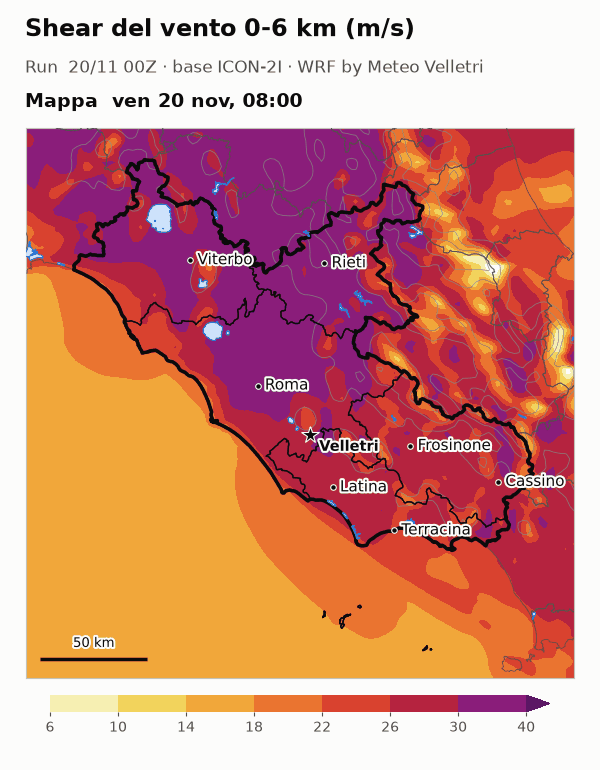 Shear del vento 0-6 km (m/s)
Run  20/11 00Z · base ICON-2I · WRF by Meteo Velletri
Mappa  ven 20 nov, 08:00
Viterbo
Rieti
Roma
Velletri
Frosinone
Cassino
Latina
Terracina
50 km
6 10 14 18 22 26 30 40